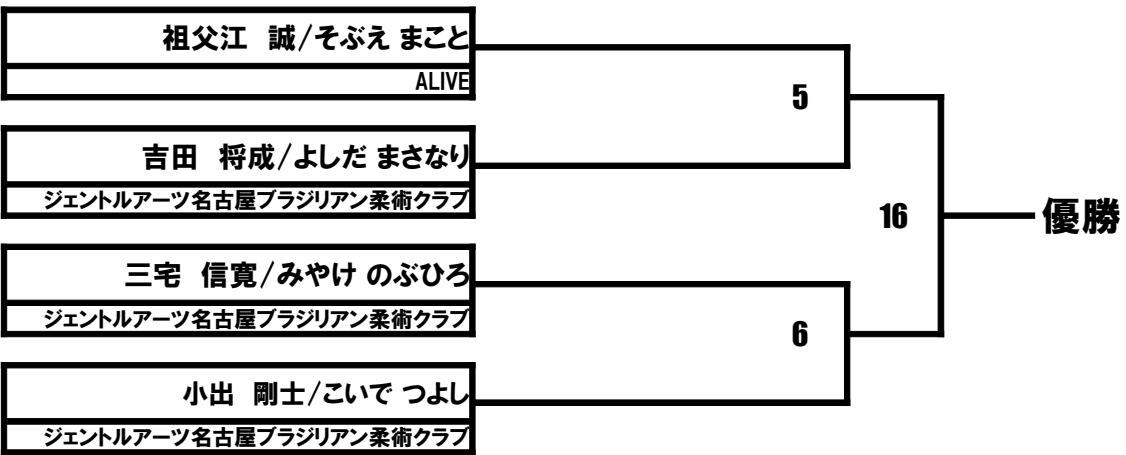 祖父江　誠/そぶえ まこと
ALIVE
5
吉田　将成/よしだ まさなり
ジェントルアーツ名古屋ブラジリアン柔術クラブ
16
優勝
三宅　信寛/みやけ のぶひろ
ジェントルアーツ名古屋ブラジリアン柔術クラブ
6
小出　剛士/こいで つよし
ジェントルアーツ名古屋ブラジリアン柔術クラブ